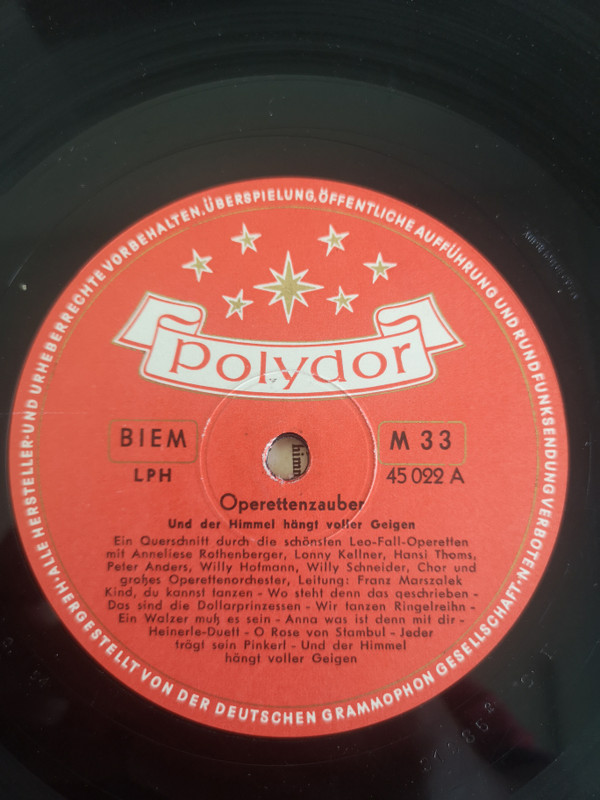 ALLE HERSTELLER-UND URHEBERRECHTE VORBEHALTEN.ÜBERSPIELUNG,ÖFFENTLICHE AUFFÜHRUNG UND RUNDFUNKSENDUNG VERBOTEN·
polydor
BIEM
M 33
LPH
45 022 A
himm
Operettenzauber
Und der Himmel hängt voller Geigen
Ein Querschnitt durch die schönsten Leo-Fall-Operetten
mit Anneliese Rothenberger, Lonny Kellner, Hansi Thoms,
Peter Anders, Willy Hofmann, Willy Schneider, Chor und
großes Operettenorchester, Leitung: Franz Marszalek
Kind, du kannst tanzen - Wo steht denn das geschrieben -
Das sind die Dollarprinzessen - Wir tanzen Ringelreihn -
Ein Walzer muß es sein - Anna was ist denn mit dir -
Heinerle-Duett - O Rose von Stambul - Jeder
trägt sein Pinkerl - Und der Himmel
hängt voller Geigen
·HERGESTELLT VON DER DEUTSCHEN GRAMMOPHON GESELLSCHAFT·